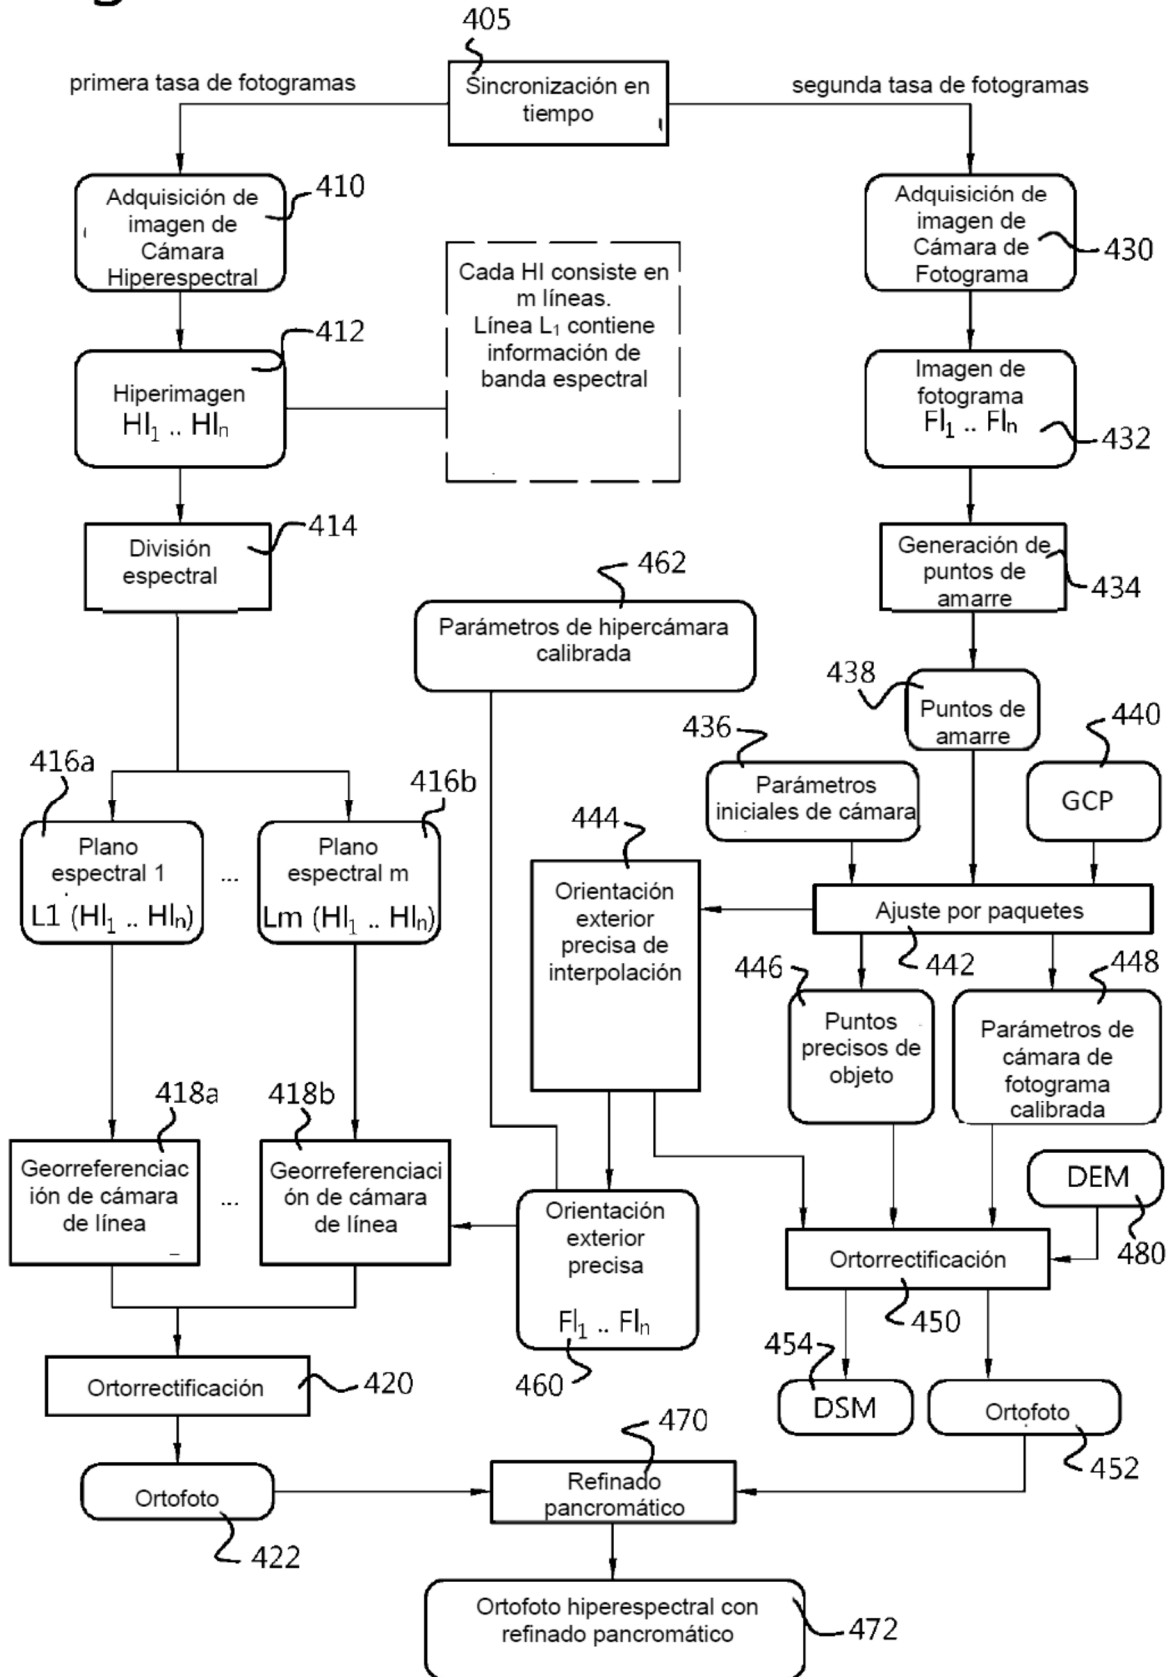 405
primera tasa de fotogramas
Sincronización en
tiempo
segunda tasa de fotogramas
Adquisición de
imagen de
Cámara
Hiperespectral
410
Adquisición de
imagen de
Cámara de
Fotograma
430
Cada HI consiste en
m líneas.
Línea L₁ contiene
información de
banda espectral
Hiperimagen
HI₁ .. HIₙ
412
Imagen de
fotograma
FI₁ .. FIₙ
432
División
espectral
414
Generación de
puntos de
amarre
434
462
Parámetros de hipercámara
calibrada
438
Puntos de
amarre
436
Parámetros
iniciales de cámara
440
GCP
416a
Plano
espectral 1
L1 (HI₁ .. HIₙ)
...
416b
Plano
espectral m
Lm (HI₁ .. HIₙ)
444
Orientación
exterior
precisa de
interpolación
Ajuste por paquetes
442
446
Puntos
precisos de
objeto
448
Parámetros de
cámara de
fotograma
calibrada
418a
Georreferenciac
ión de cámara
de línea
...
418b
Georreferenciaci
ón de cámara
de línea
Orientación
exterior
precisa
FI₁ .. FIₙ
460
DEM
480
Ortorrectificación
450
454
DSM
Ortofoto
452
Ortorrectificación
420
Ortofoto
422
470
Refinado
pancromático
Ortofoto hiperespectral con
refinado pancromático
472